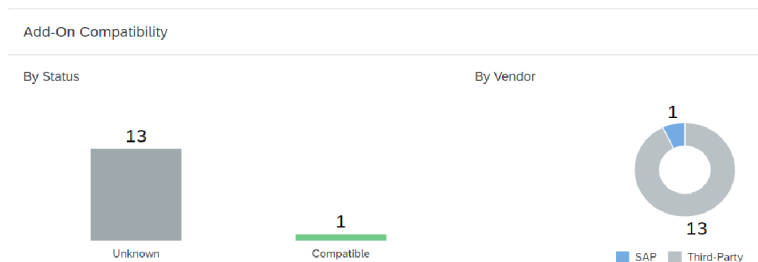 Add-On Compatibility
By Status
By Vendor
13
1
Unknown
Compatible
1
13
SAP
Third-Party